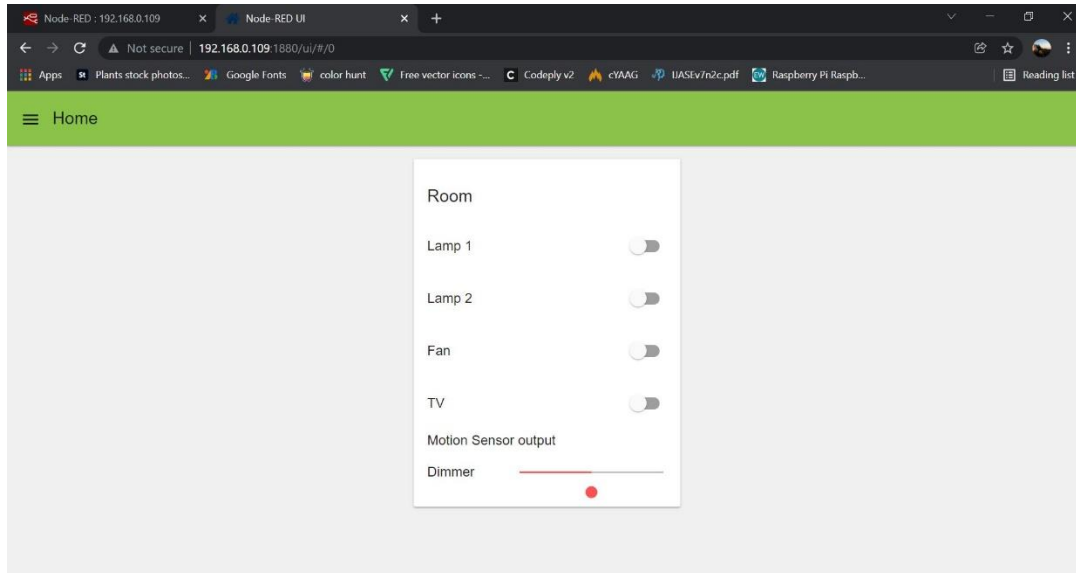 Node-RED : 192.168.0.109
Node-RED UI
Not secure | 192.168.0.109:1880/ui/#/0
Apps St Plants stock photos... Google Fonts color hunt Free vector icons -... C Codeply v2 cYAAG IJASEv7n2c.pdf EW Raspberry Pi Raspb... Reading list
Home
Room
Lamp 1
Lamp 2
Fan
TV
Motion Sensor output
Dimmer